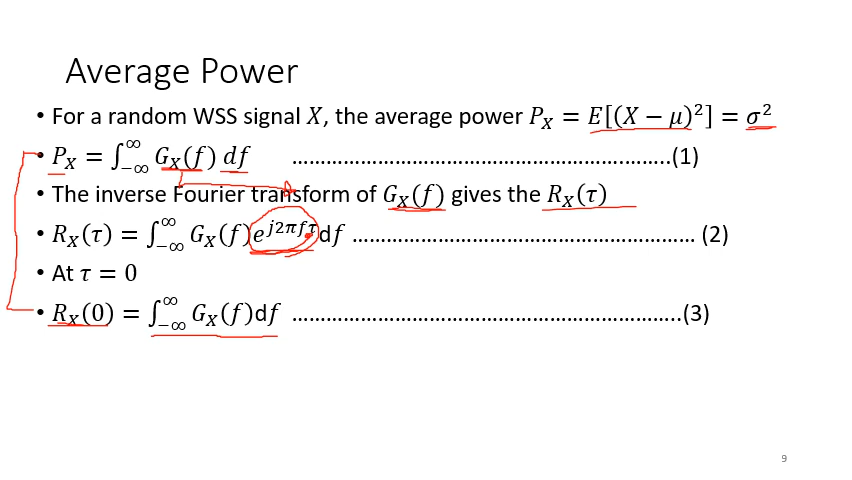 Average Power
• For a random WSS signal 𝑋, the average power 𝑃_𝑋 = 𝐸[(𝑋 − 𝜇)²] = 𝜎²
• 𝑃_𝑋 = ∫_{−∞}^{∞} 𝐺_𝑋(𝑓) 𝑑𝑓 ……………………………………………………………..(1)
• The inverse Fourier transform of 𝐺_𝑋(𝑓) gives the 𝑅_𝑋(𝜏)
• 𝑅_𝑋(𝜏) = ∫_{−∞}^{∞} 𝐺_𝑋(𝑓)𝑒^{𝑗2𝜋𝑓𝜏}d𝑓 …………………………………………………… (2)
• At 𝜏 = 0
• 𝑅_𝑋(0) = ∫_{−∞}^{∞} 𝐺_𝑋(𝑓)d𝑓 ……………………………………………………………..(3)
9